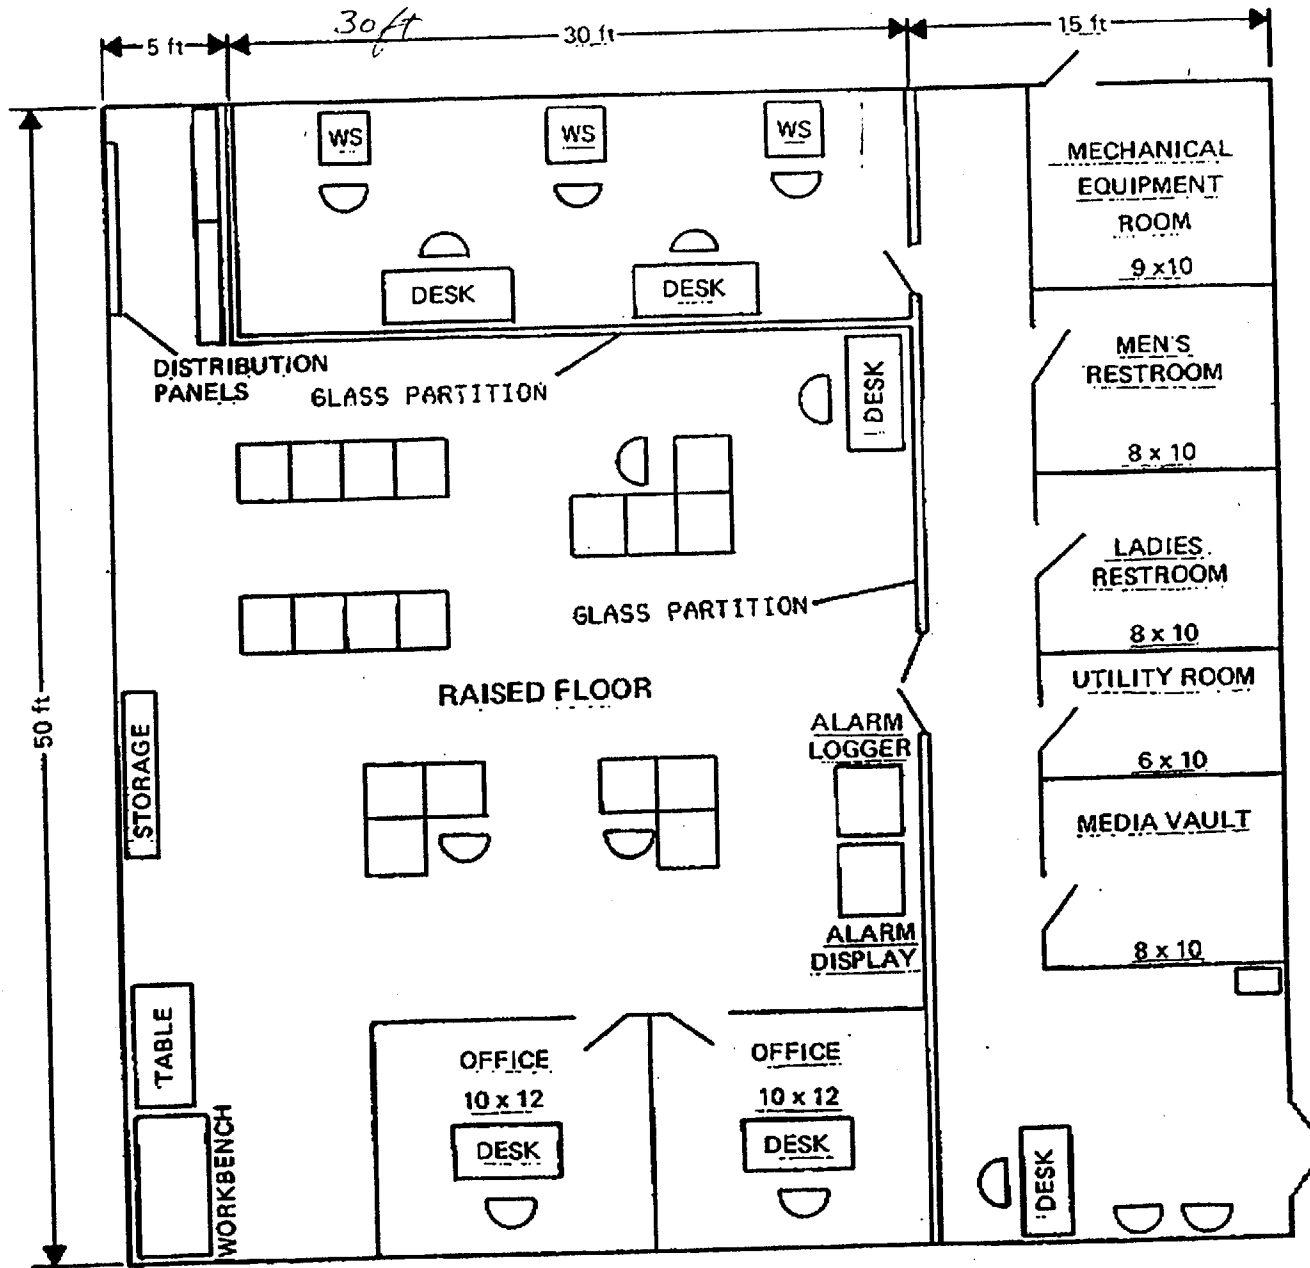 30ft
5 ft
30 ft
15 ft
WS
WS
WS
MECHANICAL
EQUIPMENT
ROOM
9 x10
DESK
DESK
DISTRIBUTION
PANELS
GLASS PARTITION
DESK
MEN'S
RESTROOM
8 x 10
LADIES
RESTROOM
8 x 10
GLASS PARTITION
RAISED FLOOR
50 ft
STORAGE
ALARM
LOGGER
UTILITY ROOM
6 x 10
MEDIA VAULT
8 x 10
ALARM
DISPLAY
TABLE
WORKBENCH
OFFICE
10 x 12
DESK
OFFICE
10 x 12
DESK
DESK